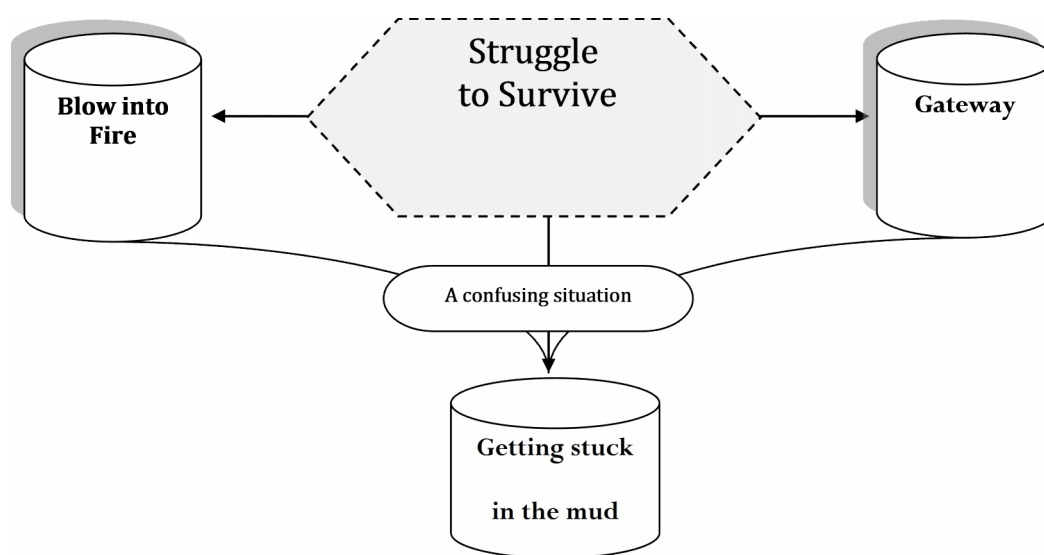 Struggle
to Survive
Blow into
Fire
Gateway
A confusing situation
Getting stuck
in the mud